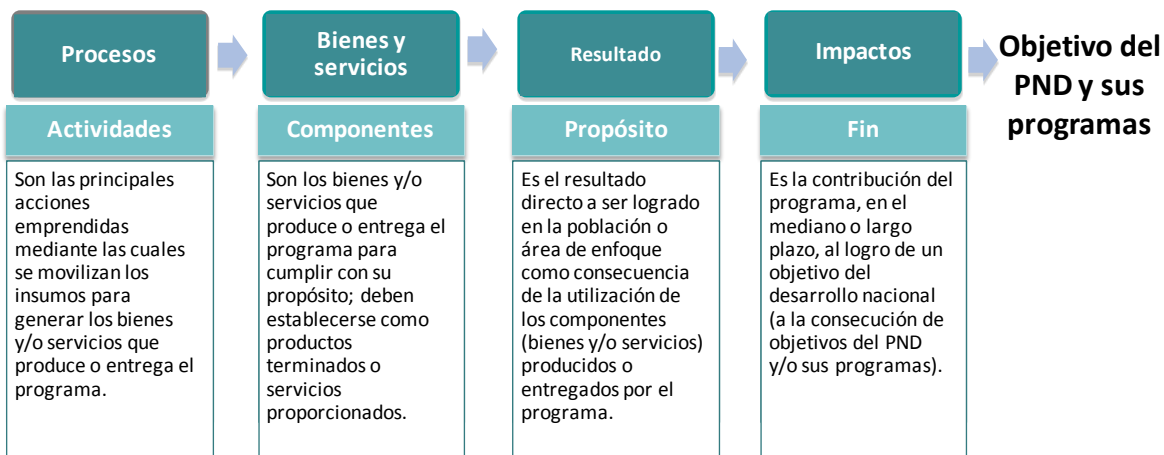 Procesos
Bienes y
servicios
Resultado
Impactos
Objetivo del
PND y sus
programas
Actividades
Componentes
Propósito
Fin
Son las principales
acciones
emprendidas
mediante las cuales
se movilizan los
insumos para
generar los bienes
y/o servicios que
produce o entrega el
programa.
Son los bienes y/o
servicios que
produce o entrega el
programa para
cumplir con su
propósito; deben
establecerse como
productos
terminados o
servicios
proporcionados.
Es el resultado
directo a ser logrado
en la población o
área de enfoque
como consecuencia
de la utilización de
los componentes
(bienes y/o servicios)
producidos o
entregados por el
programa.
Es la contribución del
programa, en el
mediano o largo
plazo, al logro de un
objetivo del
desarrollo nacional
(a la consecución de
objetivos del PND
y/o sus programas).